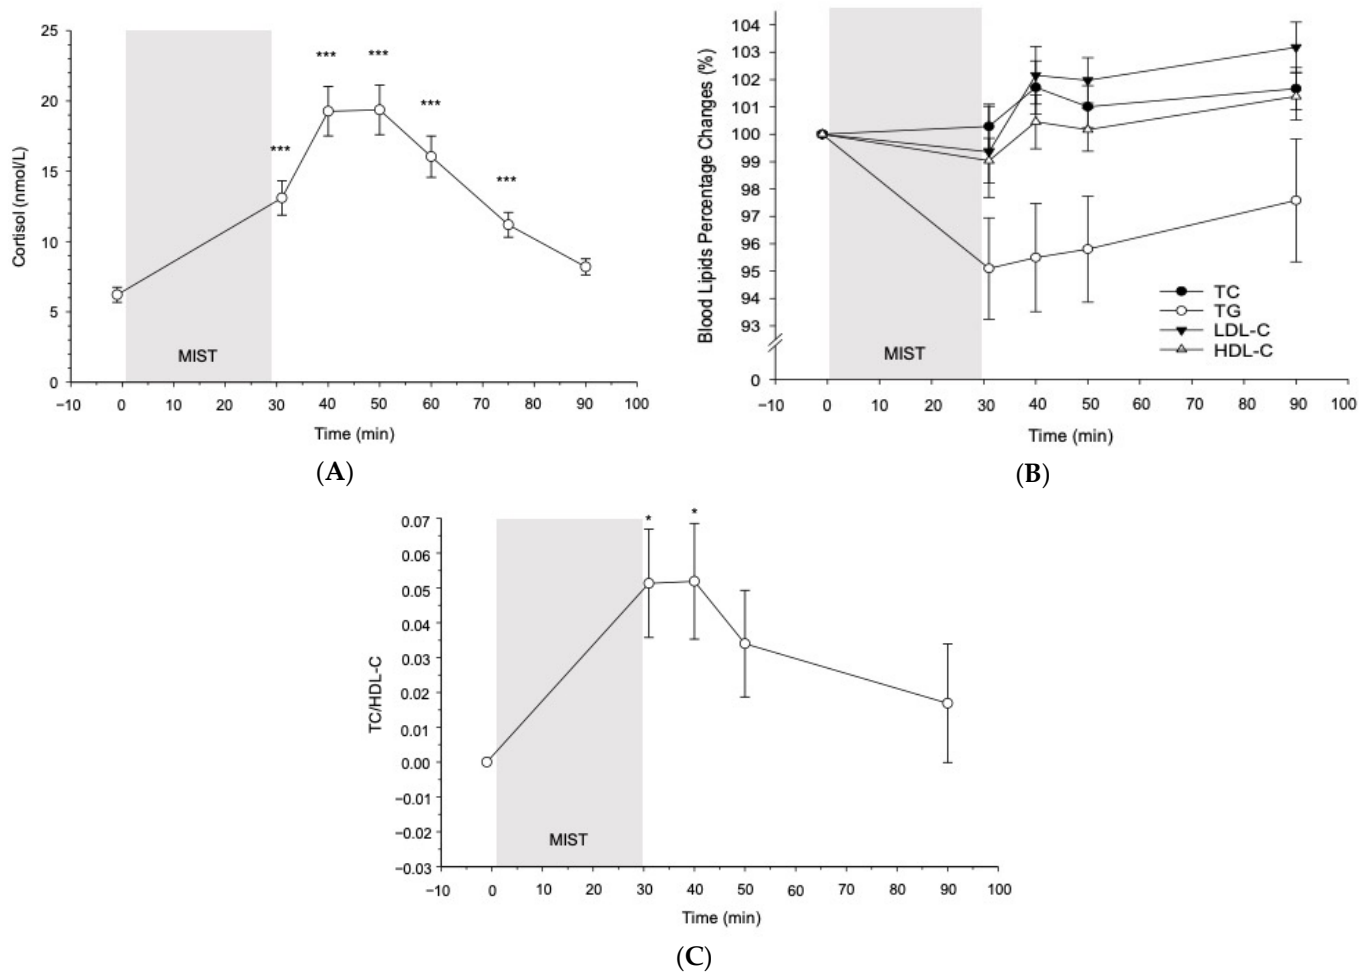 25
20
15
10
5
0
Cortisol (nmol/L)
***
***
***
***
***
MIST
−10 0 10 20 30 40 50 60 70 80 90 100
Time (min)
(A)
104
103
102
101
100
99
98
97
96
95
94
93
0
Blood Lipids Percentage Changes (%)
MIST
TC
TG
LDL-C
HDL-C
−10 0 10 20 30 40 50 60 70 80 90 100
Time (min)
(B)
0.07
0.06
0.05
0.04
0.03
0.02
0.00
−0.01
−0.02
−0.03
TC/HDL-C
* *
MIST
−10 0 10 20 30 40 50 60 70 80 90 100
Time (min)
(C)